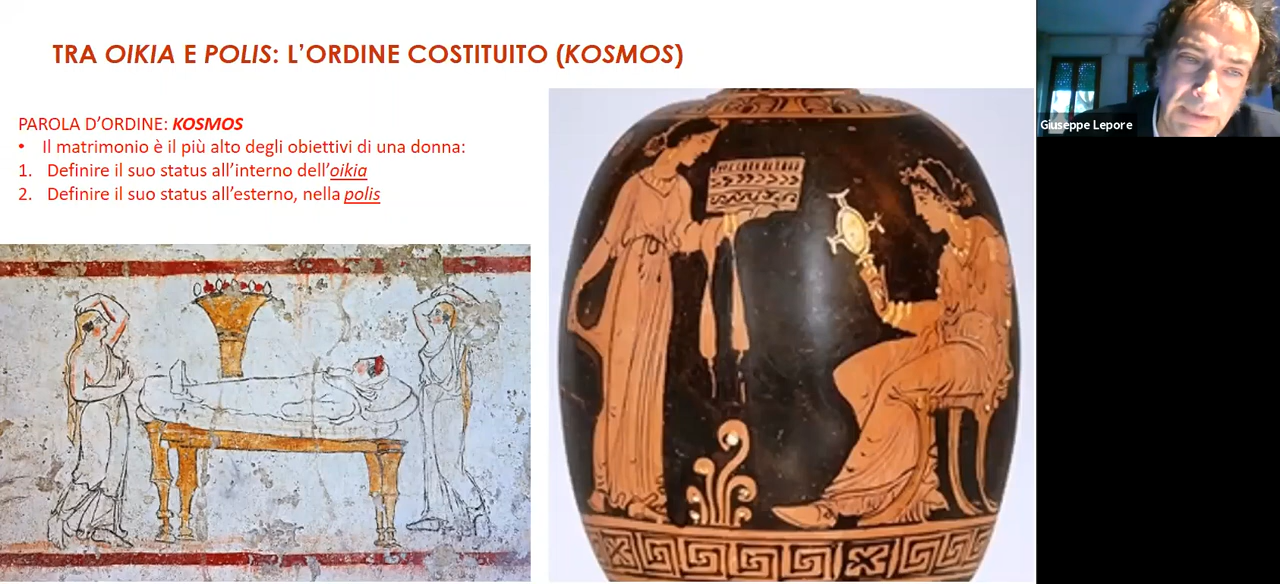 TRA OIKIA E POLIS: L'ORDINE COSTITUITO (KOSMOS)
PAROLA D'ORDINE: KOSMOS
• Il matrimonio è il più alto degli obiettivi di una donna:
1. Definire il suo status all'interno dell'oikia
2. Definire il suo status all'esterno, nella polis
Giuseppe Lepore